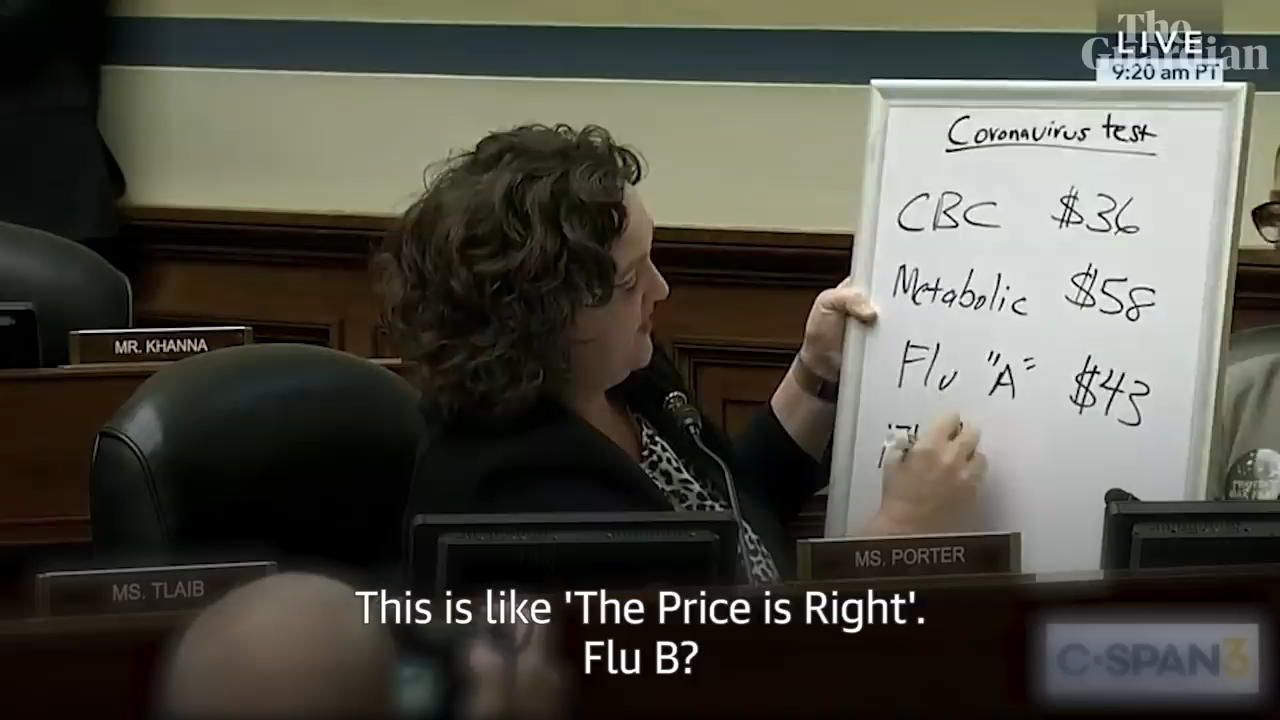 The
Guardian
LIVE
9:20 am PT
Coronavirus test
CBC $36
Metabolic $58
Flu "A" $43
MR. KHANNA
MS. PORTER
MS. TLAIB
This is like 'The Price is Right'.
Flu B?
C-SPAN3